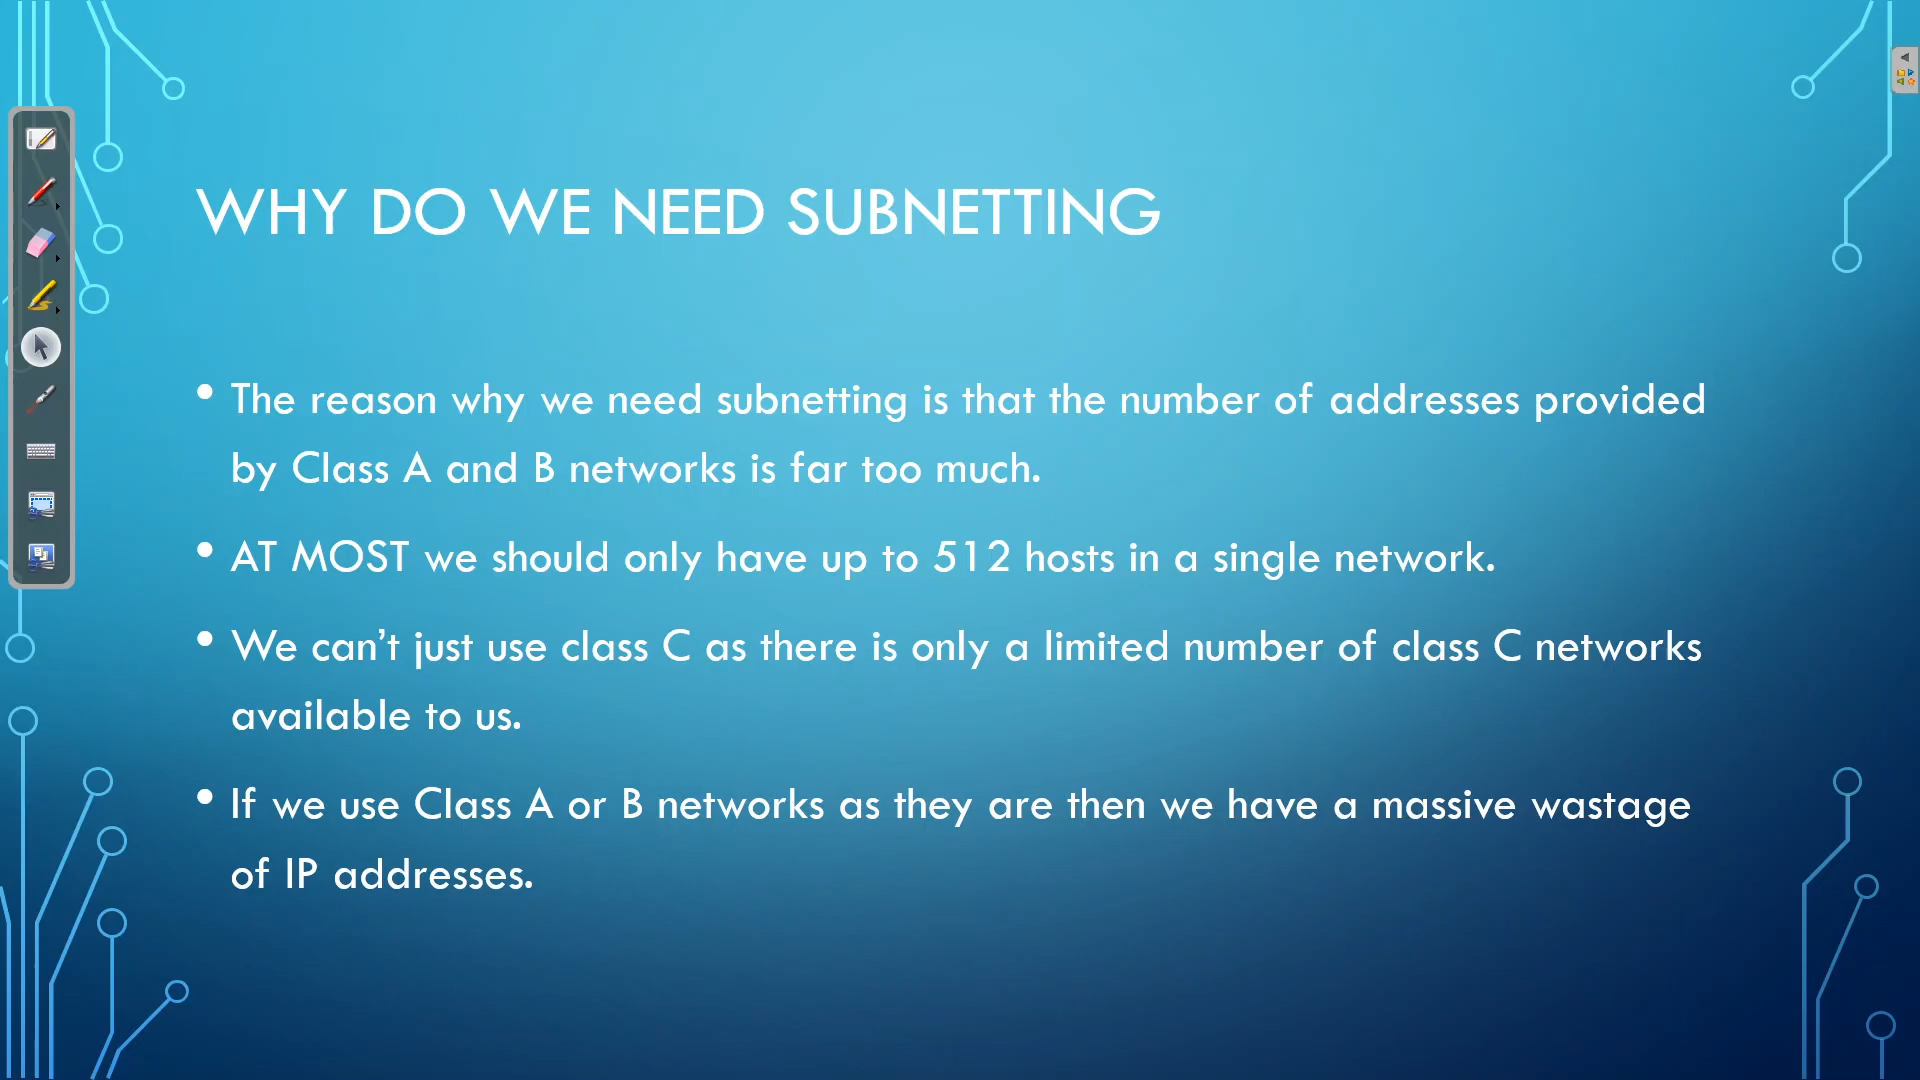 WHY DO WE NEED SUBNETTING
• The reason why we need subnetting is that the number of addresses provided
by Class A and B networks is far too much.
• AT MOST we should only have up to 512 hosts in a single network.
• We can’t just use class C as there is only a limited number of class C networks
available to us.
• If we use Class A or B networks as they are then we have a massive wastage
of IP addresses.